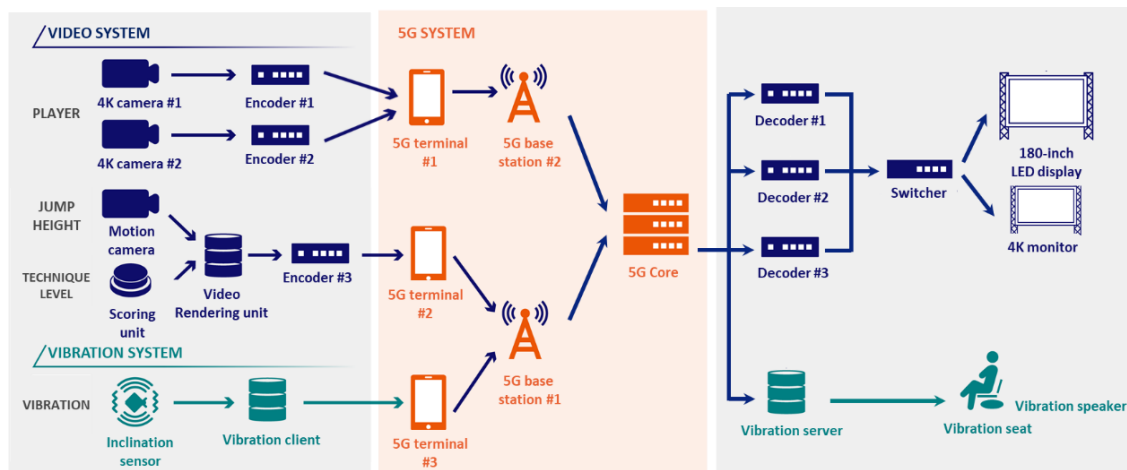 VIDEO SYSTEM
5G SYSTEM
PLAYER
4K camera #1
Encoder #1
4K camera #2
Encoder #2
5G terminal
#1
5G base
station #2
Decoder #1
Decoder #2
Decoder #3
Switcher
180-inch
LED display
4K monitor
JUMP
HEIGHT
Motion
camera
TECHNIQUE
LEVEL
Scoring
unit
Video
Rendering unit
Encoder #3
5G terminal
#2
5G Core
VIBRATION SYSTEM
VIBRATION
Inclination
sensor
Vibration client
5G terminal
#3
5G base
station #1
Vibration server
Vibration seat
Vibration speaker